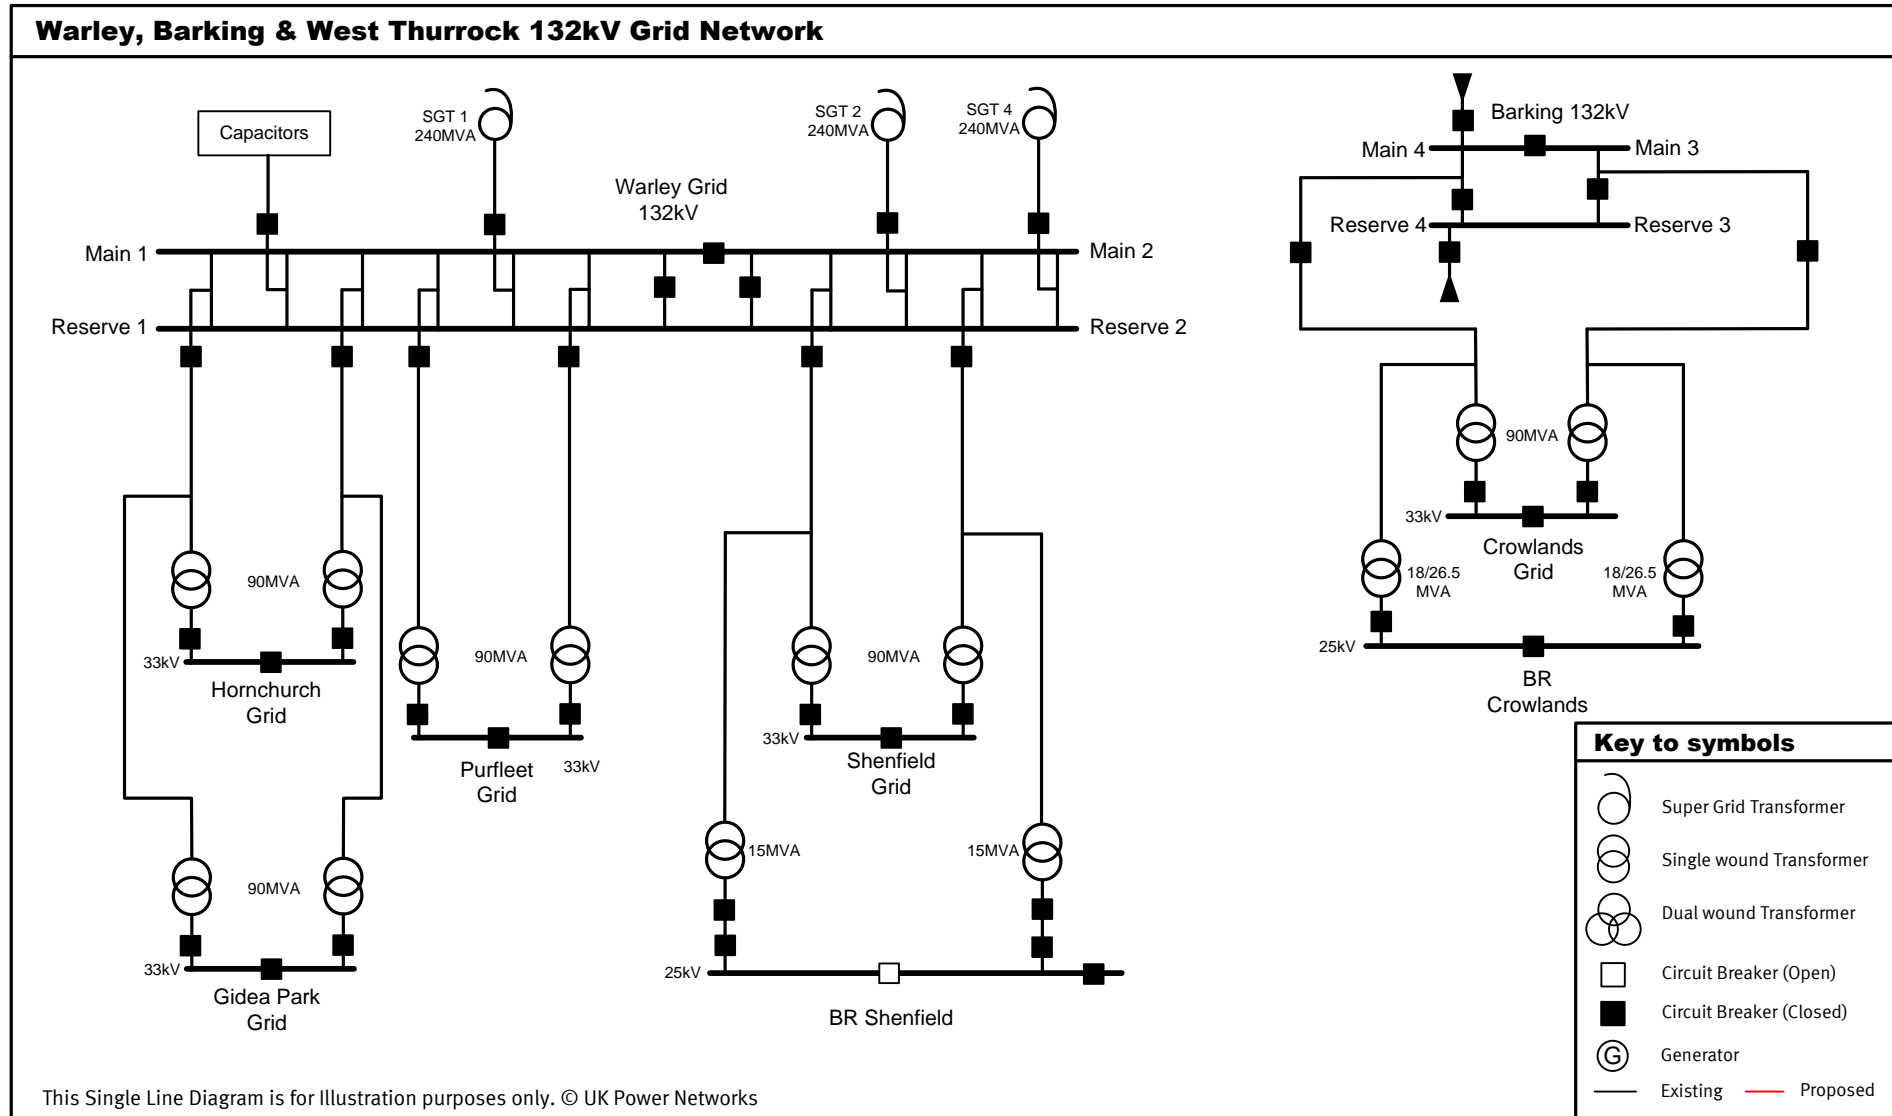 Warley, Barking & West Thurrock 132kV Grid Network
Capacitors
SGT 1
240MVA
SGT 2
240MVA
SGT 4
240MVA
Warley Grid
132kV
Main 1
Main 2
Reserve 1
Reserve 2
90MVA
33kV
Hornchurch
Grid
90MVA
33kV
Gidea Park
Grid
90MVA
Purfleet
Grid
33kV
90MVA
33kV
Shenfield
Grid
15MVA
15MVA
25kV
BR Shenfield
Barking 132kV
Main 4
Main 3
Reserve 4
Reserve 3
90MVA
33kV
Crowlands
Grid
18/26.5
MVA
18/26.5
MVA
25kV
BR
Crowlands
Key to symbols
Super Grid Transformer
Single wound Transformer
Dual wound Transformer
Circuit Breaker (Open)
Circuit Breaker (Closed)
G
Generator
Existing
Proposed
This Single Line Diagram is for Illustration purposes only. © UK Power Networks